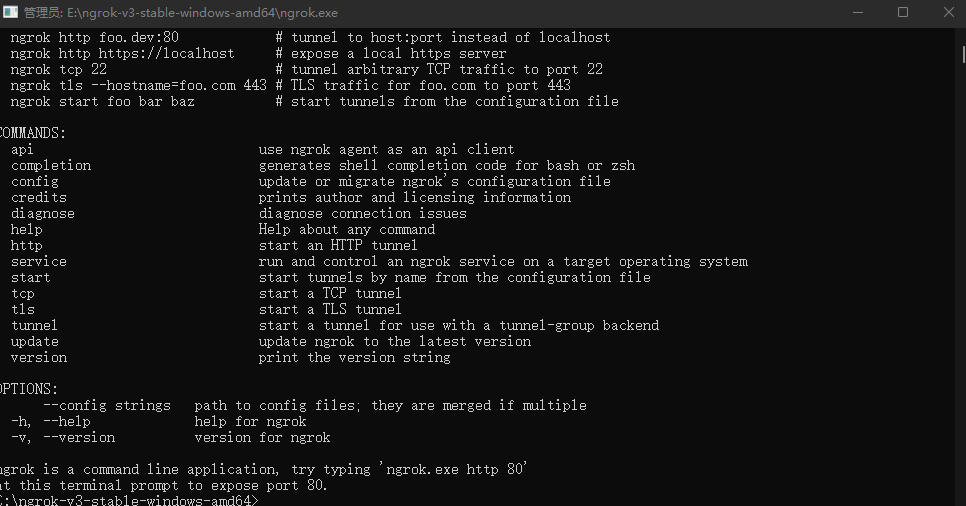 管理员: E:\ngrok-v3-stable-windows-amd64\ngrok.exe
ngrok http foo.dev:80 # tunnel to host:port instead of localhost
ngrok http https://localhost # expose a local https server
ngrok tcp 22 # tunnel arbitrary TCP traffic to port 22
ngrok tls --hostname=foo.com 443 # TLS traffic for foo.com to port 443
ngrok start foo bar baz # start tunnels from the configuration file
COMMANDS:
api use ngrok agent as an api client
completion generates shell completion code for bash or zsh
config update or migrate ngrok's configuration file
credits prints author and licensing information
diagnose diagnose connection issues
help Help about any command
http start an HTTP tunnel
service run and control an ngrok service on a target operating system
start start tunnels by name from the configuration file
tcp start a TCP tunnel
tls start a TLS tunnel
tunnel start a tunnel for use with a tunnel-group backend
update update ngrok to the latest version
version print the version string
OPTIONS:
--config strings path to config files; they are merged if multiple
-h, --help help for ngrok
-v, --version version for ngrok
ngrok is a command line application, try typing 'ngrok.exe http 80'
at this terminal prompt to expose port 80.
E:\ngrok-v3-stable-windows-amd64>